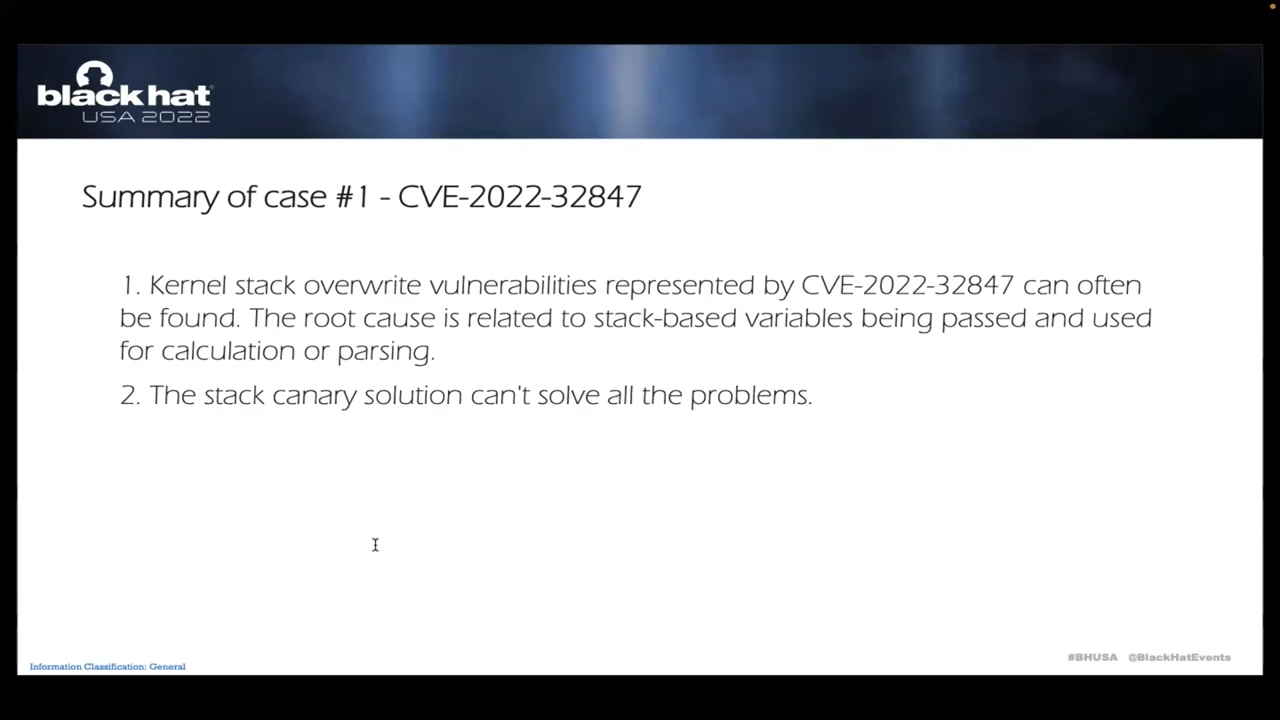 black hat
USA 2022
Summary of case #1 - CVE-2022-32847
1. Kernel stack overwrite vulnerabilities represented by CVE-2022-32847 can often
be found. The root cause is related to stack-based variables being passed and used
for calculation or parsing.
2. The stack canary solution can't solve all the problems.
Information Classification: General
#BHUSA @BlackHatEvents